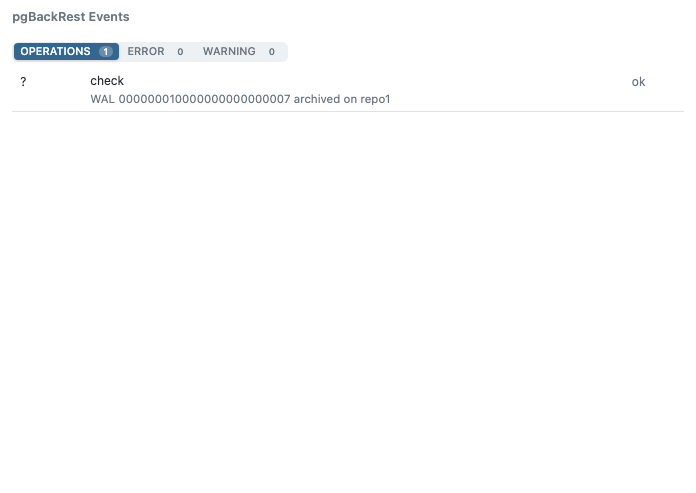 pgBackRest Events
OPERATIONS 1 ERROR 0 WARNING 0
? check ok
WAL 000000010000000000000007 archived on repo1